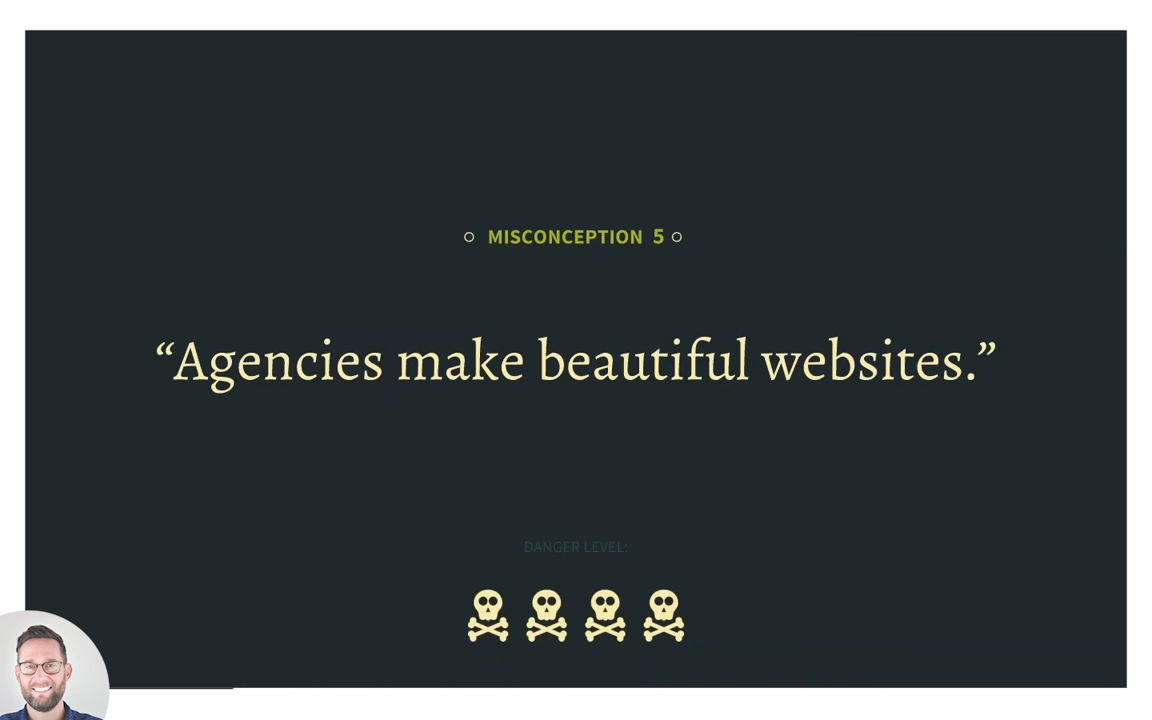 MISCONCEPTION 5
“Agencies make beautiful websites.”
DANGER LEVEL: